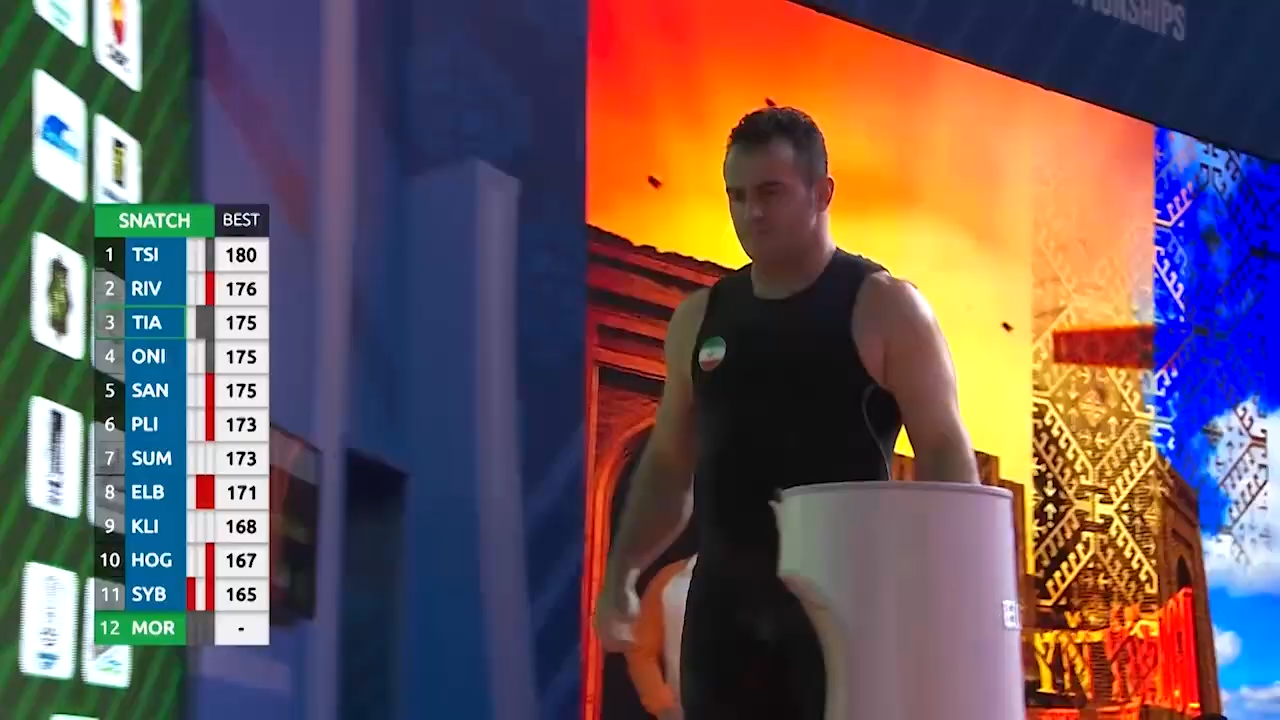 IONSHIPS
SNATCH BEST
1 TSI 180
2 RIV 176
3 TIA 175
4 ONI 175
5 SAN 175
6 PLI 173
7 SUM 173
8 ELB 171
9 KLI 168
10 HOG 167
11 SYB 165
12 MOR -